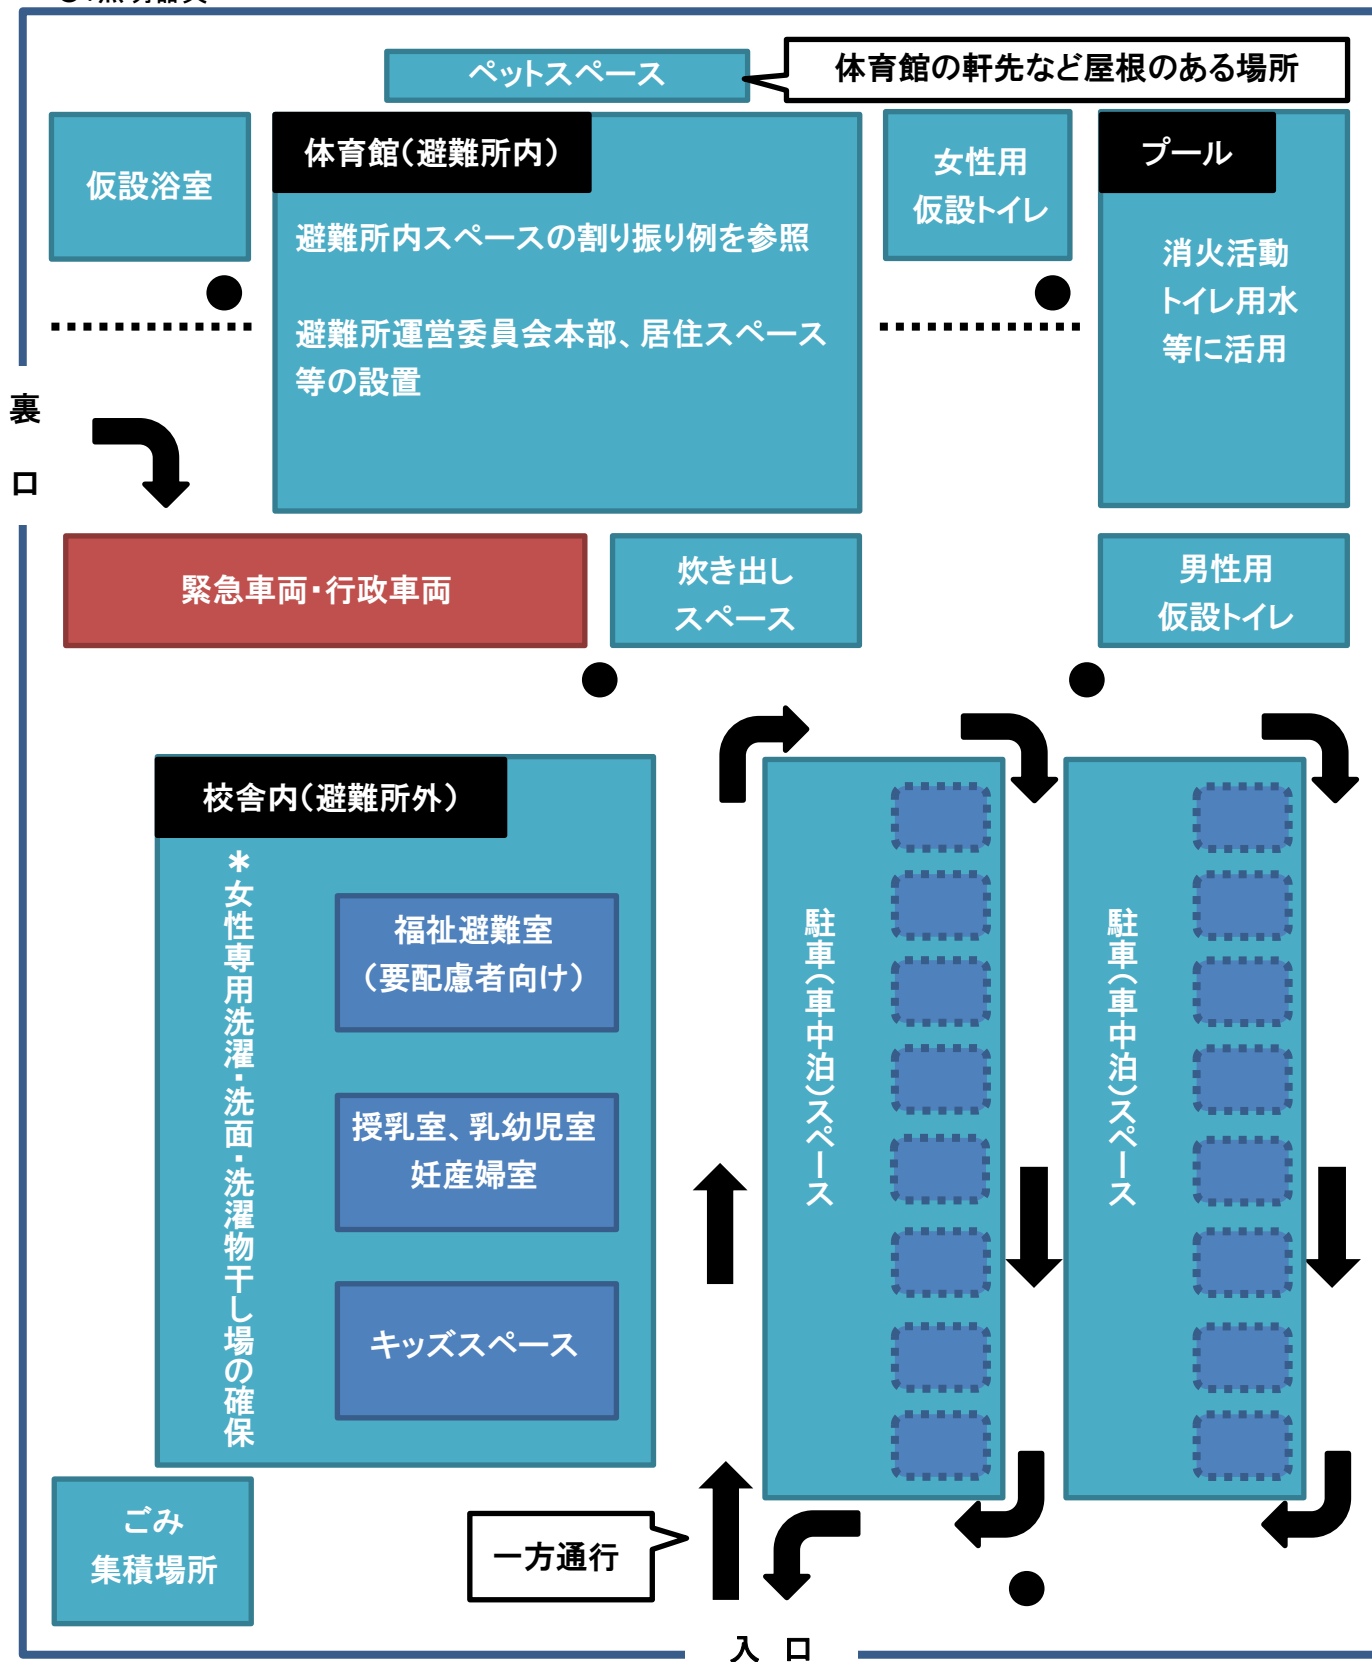 ペットスペース
体育館の軒先など屋根のある場所
仮設浴室
体育館(避難所内)
避難所内スペースの割り振り例を参照
避難所運営委員会本部、居住スペース
等の設置
女性用
仮設トイレ
プール
消火活動
トイレ用水
等に活用
裏口
緊急車両・行政車両
炊き出し
スペース
男性用
仮設トイレ
校舎内(避難所外)
*女性専用洗濯・洗面・洗濯物干し場の確保
福祉避難室
(要配慮者向け)
授乳室、乳幼児室
妊産婦室
キッズスペース
駐車(車中泊)スペース
駐車(車中泊)スペース
ごみ
集積場所
一方通行
入口